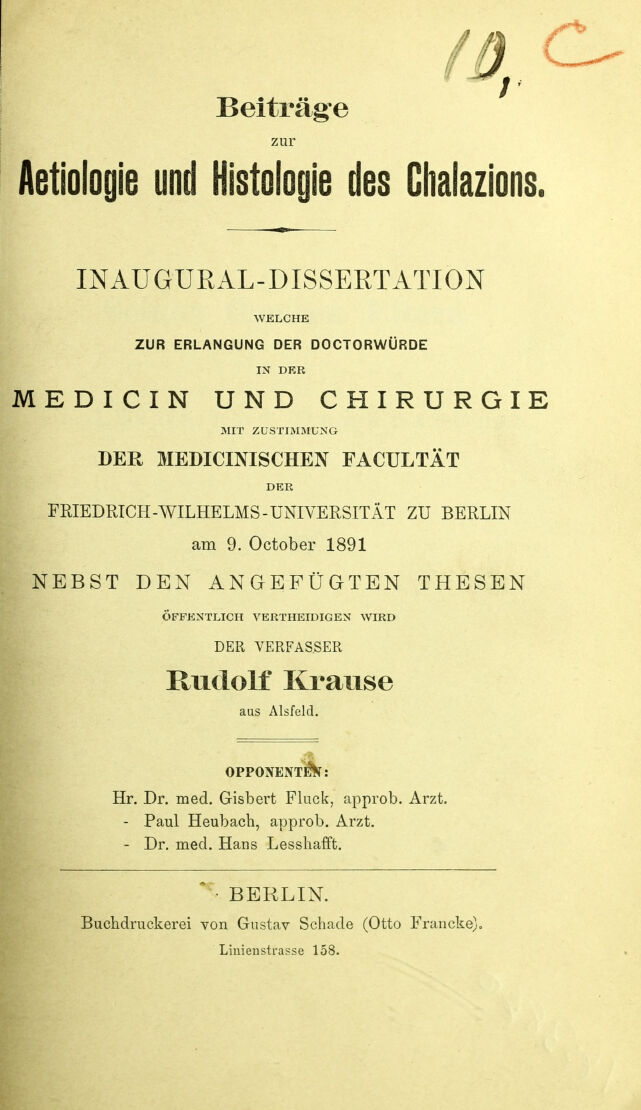 10, C
Beiträge
zur
Aetiologie und Histologie des Chalazions.
INAUGURAL-DISSERTATION
WELCHE
ZUR ERLANGUNG DER DOCTORWÜRDE
IN DER
MEDICIN UND CHIRURGIE
MIT ZUSTIMMUNG
DER MEDICINISCHEN FACULTÄT
DER
FRIEDRICH-WILHELMS-UNIVERSITÄT ZU BERLIN
am 9. October 1891
NEBST DEN ANGEFÜGTEN THESEN
ÖFFENTLICH VERTHEIDIGEN WIRD
DER VERFASSER
Rudolf Krause
aus Alsfeld.
OPPONENTEN:
Hr. Dr. med. Gisbert Fluck, approb. Arzt.
- Paul Heubach, approb. Arzt.
- Dr. med. Hans Lesshafft.
BERLIN.
Buchdruckerei von Gustav Schade (Otto Francke).
Linienstrasse 158.